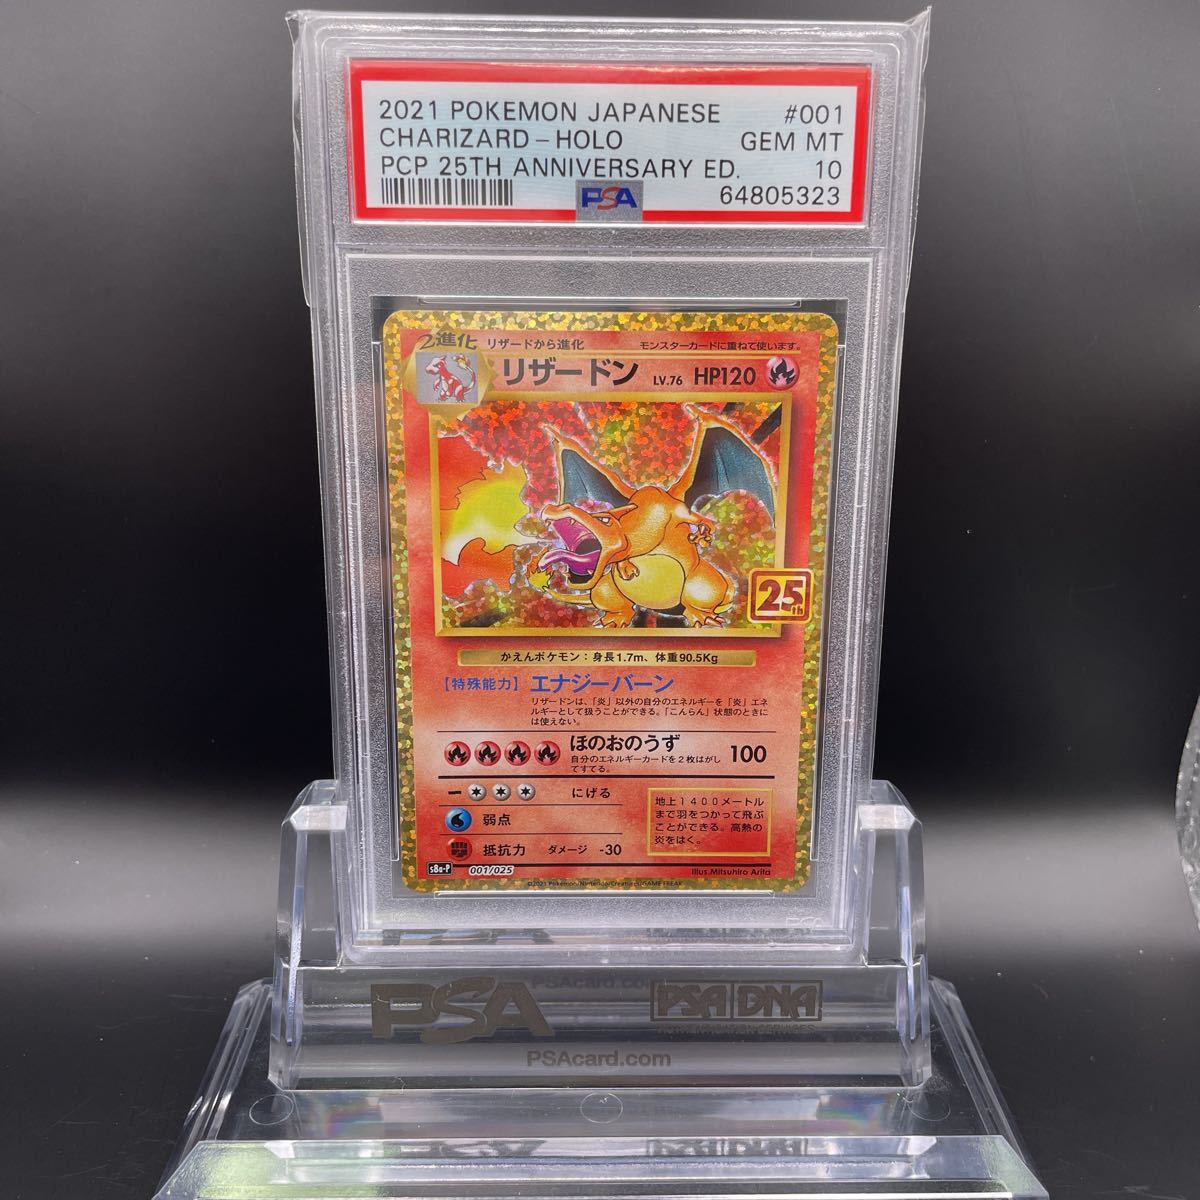 2021 POKEMON JAPANESE #001
CHARIZARD-HOLO GEM MT
PCP 25TH ANNIVERSARY ED. 10
PSA 64805323
2進化 リザードから進化 モンスターカードに重ねて使います。
リザードン LV.76 HP120
25th
かえんポケモン：身長1.7m、体重90.5Kg
【特殊能力】 エナジーバーン
リザードンは、「炎」以外の自分のエネルギーを「炎」エネ
ルギーとして扱うことができる。「こんらん」状態のときに
は使えない。
ほのおのうず 100
自分のエネルギーカードを2枚はがし
てすてる。
にげる
弱点
抵抗力 ダメージ -30
地上1400メートル
まで羽をつかって飛ぶ
ことができる。高熱の
炎をはく。
s8a-P 001/025 Illus.Mitsuhiro Arita
©2021 Pokémon/Nintendo/Creatures/GAME FREAK
PSA
PSAcard.com
PSA PSA DNA
PSAcard.com